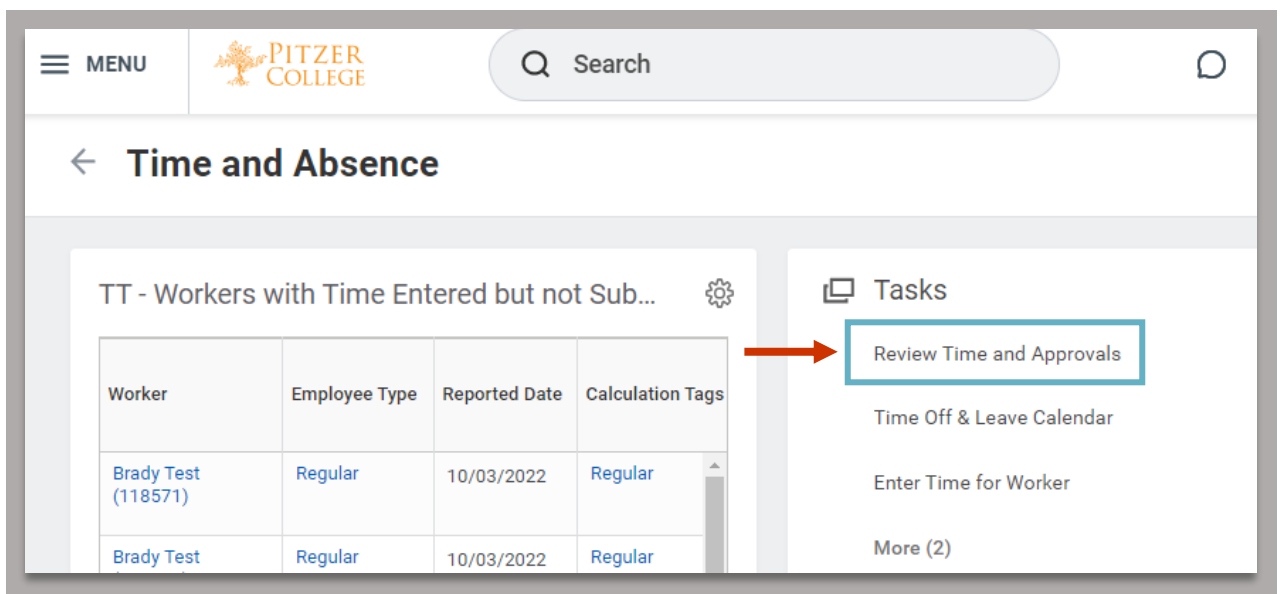 MENU
PITZER
COLLEGE
Search
Time and Absence
TT - Workers with Time Entered but not Sub...
Worker
Employee Type
Reported Date
Calculation Tags
Brady Test
(118571)
Regular
10/03/2022
Regular
Brady Test
Regular
10/03/2022
Regular
Tasks
Review Time and Approvals
Time Off & Leave Calendar
Enter Time for Worker
More (2)